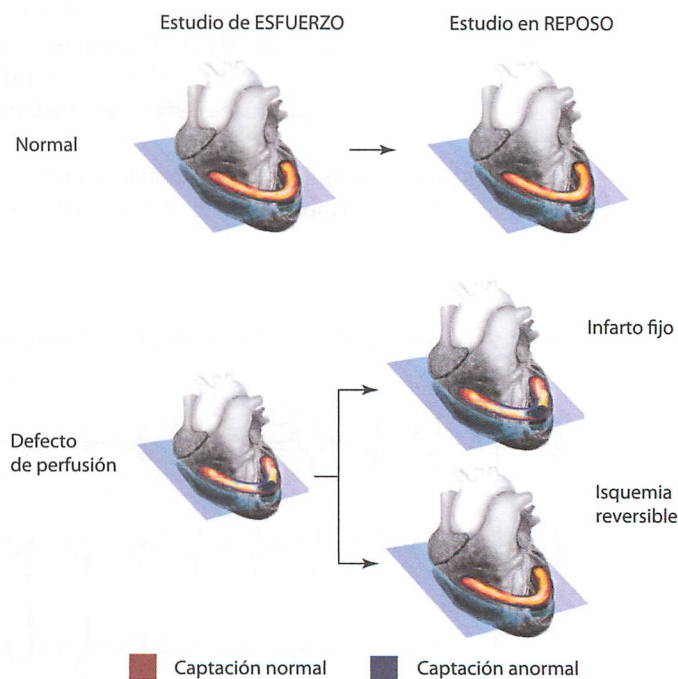 Estudio de ESFUERZO
Estudio en REPOSO
Normal
Infarto fijo
Defecto
de perfusión
Isquemia
reversible
Captación normal
Captación anormal